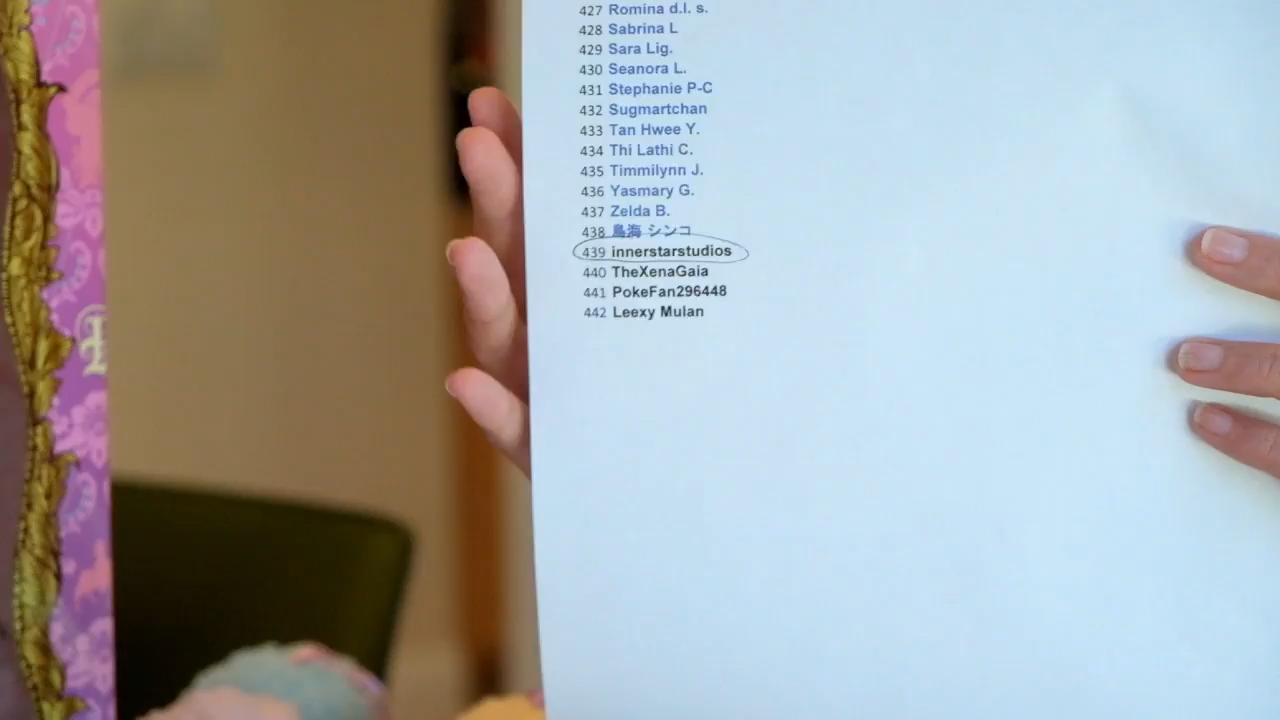 427 Romina d.l. s.
428 Sabrina L
429 Sara Lig.
430 Seanora L.
431 Stephanie P-C
432 Sugmartchan
433 Tan Hwee Y.
434 Thi Lathi C.
435 Timmilynn J.
436 Yasmary G.
437 Zelda B.
438 鳥海 シンコ
439 innerstarstudios
440 TheXenaGaia
441 PokeFan296448
442 Leexy Mulan